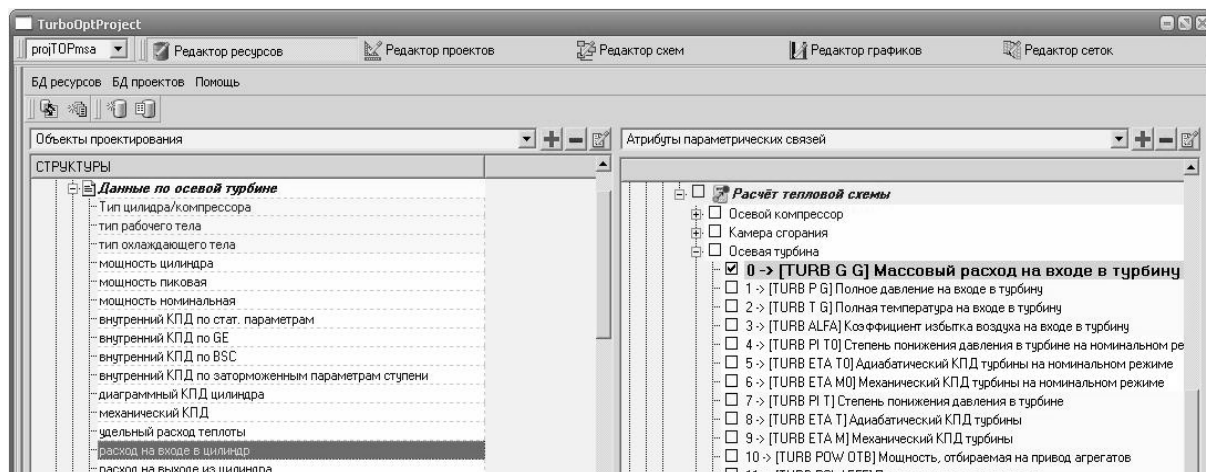 TurboOptProject
projTOPmsa Редактор ресурсов Редактор проектов Редактор схем Редактор графиков Редактор сеток
БД ресурсов БД проектов Помощь
Объекты проектирования
СТРУКТУРЫ
Данные по осевой турбине
Тип цилидра/компрессора
тип рабочего тела
тип охлаждающего тела
мощность цилиндра
мощность пиковая
мощность номинальная
внутренний КПД по стат. параметрам
внутренний КПД по GE
внутренний КПД по BSC
внутренний КПД по заторможенным параметрам ступени
диаграммный КПД цилиндра
механический КПД
удельный расход теплоты
расход на входе в цилиндр
расход на выходе из цилиндра
Атрибуты параметрических связей
Расчёт тепловой схемы
Осевой компрессор
Камера сгорания
Осевая турбина
0 -> [TURB G G] Массовый расход на входе в турбину
1 -> [TURB P G] Полное давление на входе в турбину
2 -> [TURB T G] Полная температура на входе в турбину
3 -> [TURB ALFA] Коэффициент избытка воздуха на входе в турбину
4 -> [TURB PI T0] Степень понижения давления в турбине на номинальном ре
5 -> [TURB ETA T0] Адиабатический КПД турбины на номинальном режиме
6 -> [TURB ETA M0] Механический КПД турбины на номинальном режиме
7 -> [TURB PI T] Степень понижения давления в турбине
8 -> [TURB ETA T] Адиабатический КПД турбины
9 -> [TURB ETA M] Механический КПД турбины
10 -> [TURB POW OTB] Мощность, отбираемая на привод агрегатов